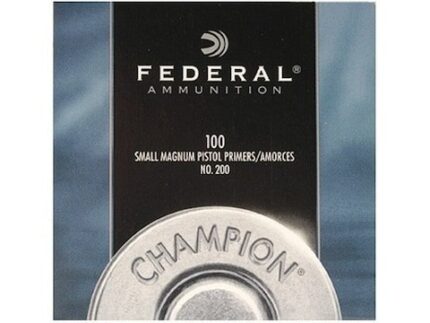 FEDERAL®
AMMUNITION
100
SMALL MAGNUM PISTOL PRIMERS/AMORCES
NO. 200
CHAMPION®